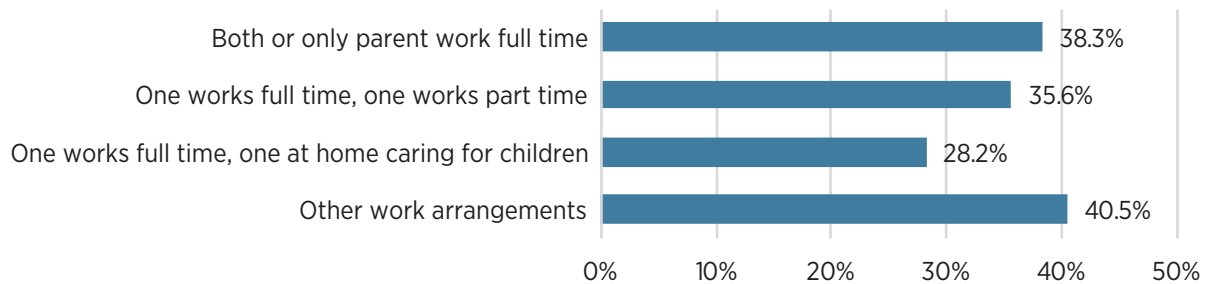 Both or only parent work full time 38.3%
One works full time, one works part time 35.6%
One works full time, one at home caring for children 28.2%
Other work arrangements 40.5%
0% 10% 20% 30% 40% 50%